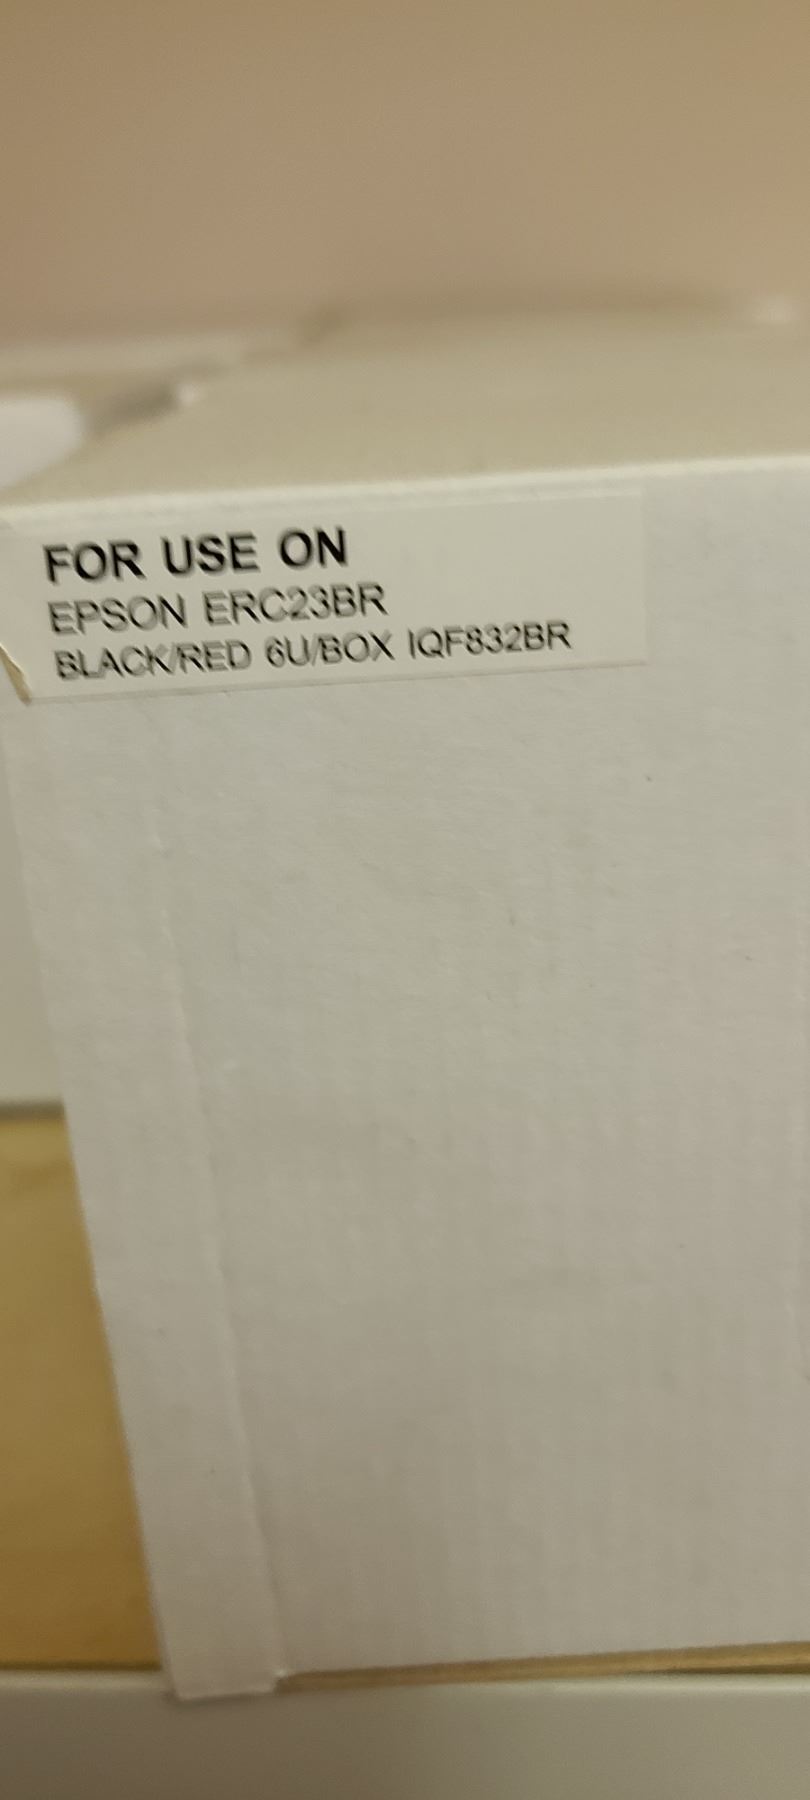 FOR USE ON
EPSON ERC23BR
BLACK/RED 6U/BOX IQF832BR